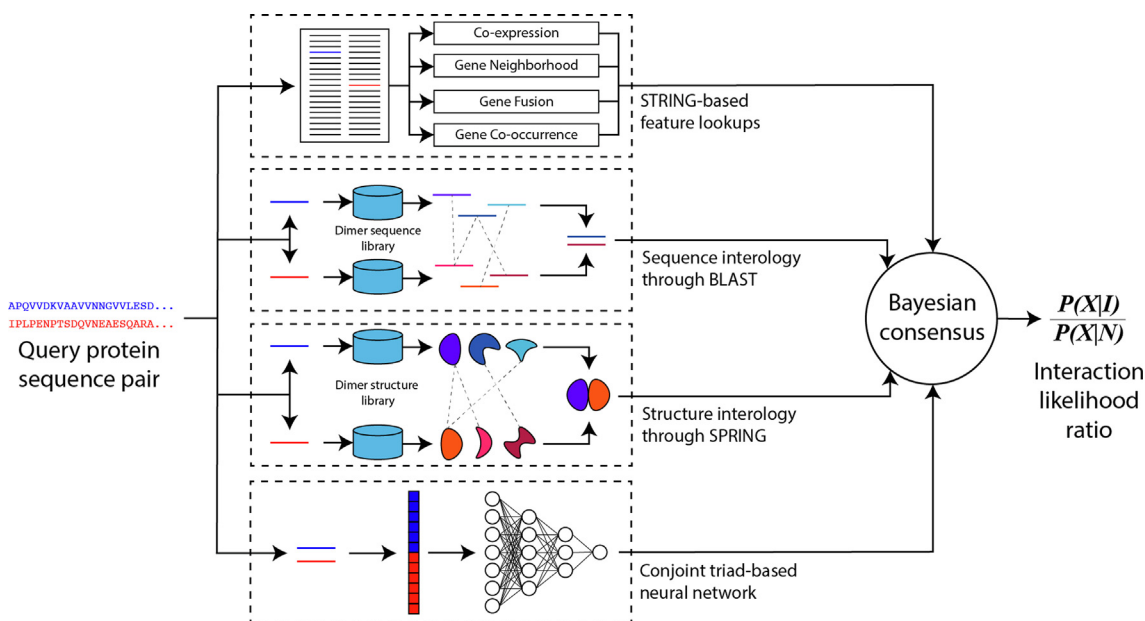 Co-expression
Gene Neighborhood
Gene Fusion
Gene Co-occurrence
STRING-based
feature lookups
Dimer sequence
library
Sequence interology
through BLAST
APQVVDKVAAVVNNGVVLESD...
IPLPENPTSDQVNEAESQARA...
Query protein
sequence pair
Dimer structure
library
Structure interology
through SPRING
Conjoint triad-based
neural network
Bayesian
consensus
P(X|I)
P(X|N)
Interaction
likelihood
ratio